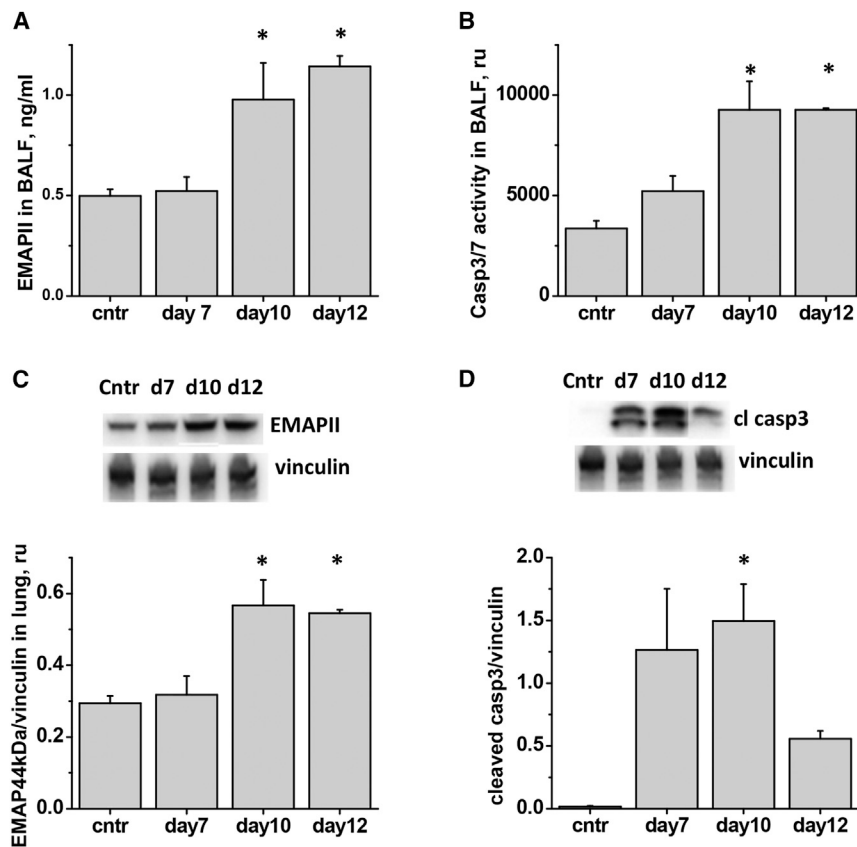 A
EMAPII in BALF, ng/ml
1.0
0.5
0.0
*
*
cntr day 7 day10 day12
B
Casp3/7 activity in BALF, ru
10000
5000
0
*
*
cntr day7 day10 day12
C
Cntr d7 d10 d12
EMAPII
vinculin
EMAP44kDa/vinculin in lung, ru
0.6
0.4
0.2
0.0
*
*
cntr day7 day10 day12
D
Cntr d7 d10 d12
cl casp3
vinculin
cleaved casp3/vinculin
2.0
1.5
1.0
0.5
0.0
*
cntr day7 day10 day12